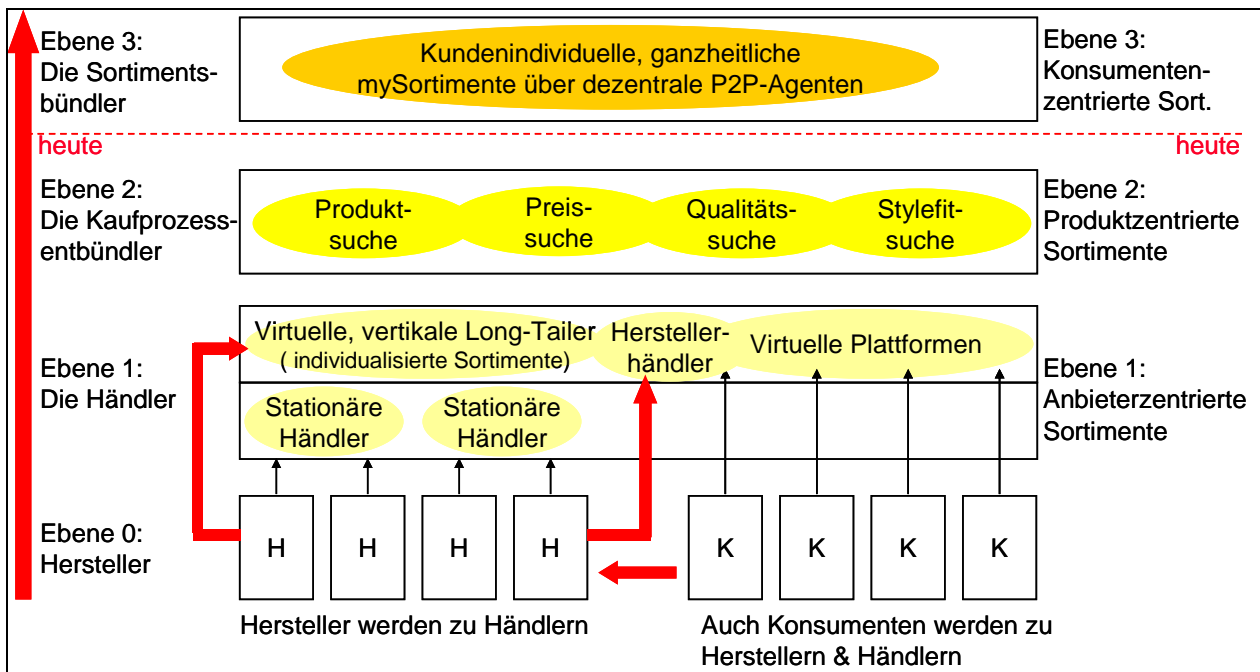 Ebene 3:
Die Sortiments-
bündler
Kundenindividuelle, ganzheitliche
mySortimente über dezentrale P2P-Agenten
Ebene 3:
Konsumenten-
zentrierte Sort.
heute
heute
Ebene 2:
Die Kaufprozess-
entbündler
Produkt-
suche
Preis-
suche
Qualitäts-
suche
Stylefit-
suche
Ebene 2:
Produktzentrierte
Sortimente
Ebene 1:
Die Händler
Virtuelle, vertikale Long-Tailer
( individualisierte Sortimente)
Hersteller-
händler
Virtuelle Plattformen
Stationäre
Händler
Stationäre
Händler
Ebene 1:
Anbieterzentrierte
Sortimente
Ebene 0:
Hersteller
H
H
H
H
K
K
K
K
Hersteller werden zu Händlern
Auch Konsumenten werden zu
Herstellern & Händlern